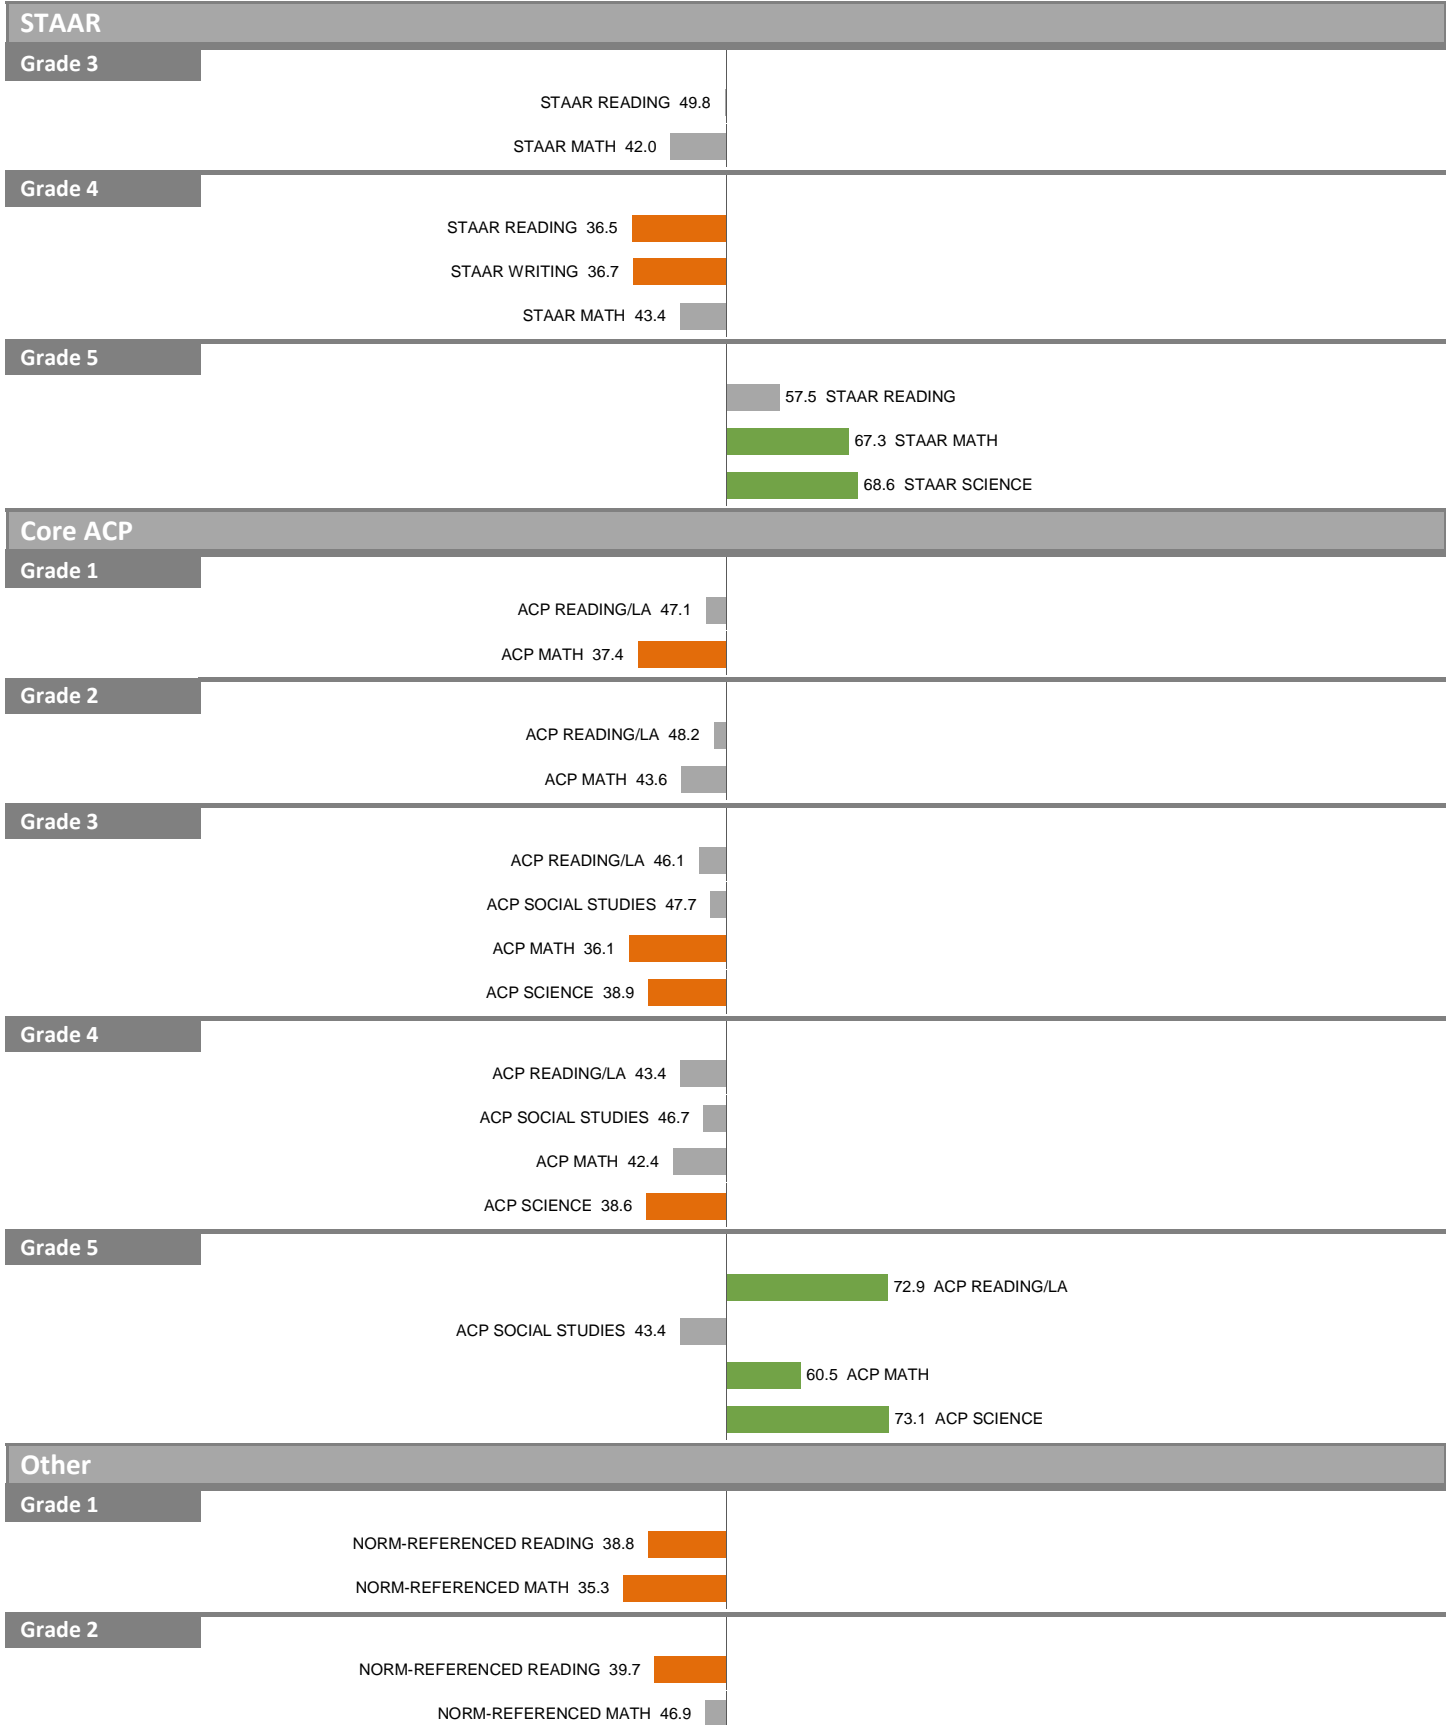 STAAR
Grade 3
STAAR READING 49.8
STAAR MATH 42.0
Grade 4
STAAR READING 36.5
STAAR WRITING 36.7
STAAR MATH 43.4
Grade 5
57.5 STAAR READING
67.3 STAAR MATH
68.6 STAAR SCIENCE
Core ACP
Grade 1
ACP READING/LA 47.1
ACP MATH 37.4
Grade 2
ACP READING/LA 48.2
ACP MATH 43.6
Grade 3
ACP READING/LA 46.1
ACP SOCIAL STUDIES 47.7
ACP MATH 36.1
ACP SCIENCE 38.9
Grade 4
ACP READING/LA 43.4
ACP SOCIAL STUDIES 46.7
ACP MATH 42.4
ACP SCIENCE 38.6
Grade 5
72.9 ACP READING/LA
ACP SOCIAL STUDIES 43.4
60.5 ACP MATH
73.1 ACP SCIENCE
Other
Grade 1
NORM-REFERENCED READING 38.8
NORM-REFERENCED MATH 35.3
Grade 2
NORM-REFERENCED READING 39.7
NORM-REFERENCED MATH 46.9